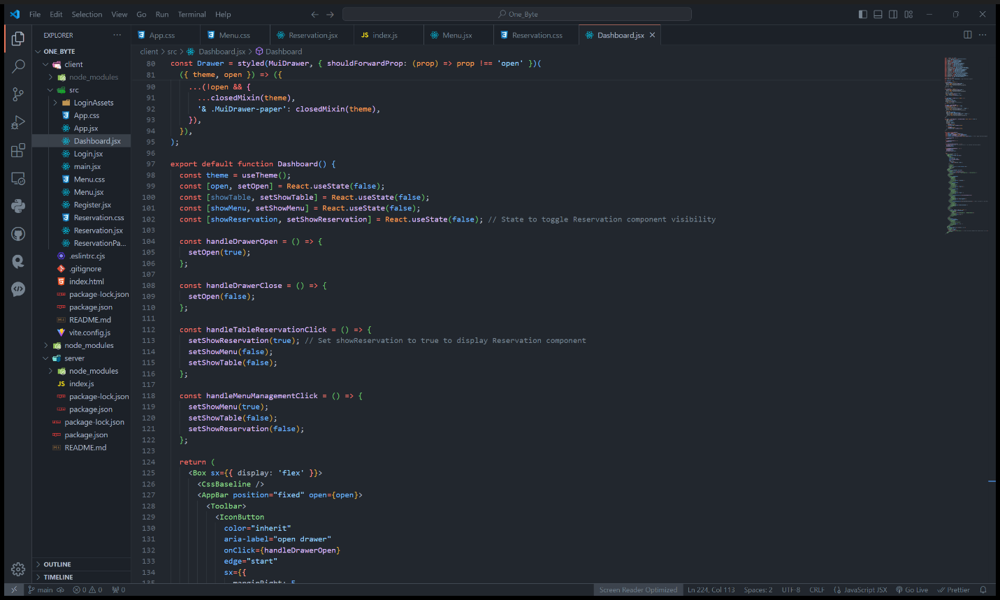 File Edit Selection View Go Run Terminal Help
One_Byte
EXPLORER
ONE_BYTE
client
node_modules
src
LoginAssets
App.css
App.jsx
Dashboard.jsx
Login.jsx
main.jsx
Menu.css
Menu.jsx
Register.jsx
Reservation.css
Reservation.jsx
ReservationPa...
.eslintrc.cjs
.gitignore
index.html
package-lock.json
package.json
README.md
vite.config.js
node_modules
server
node_modules
JS index.js
package-lock.json
package.json
package-lock.json
package.json
README.md
OUTLINE
TIMELINE
App.css Menu.css Reservation.jsx JS index.js Menu.jsx Reservation.css Dashboard.jsx
client > src > Dashboard.jsx > Dashboard
80 const Drawer = styled(MuiDrawer, { shouldForwardProp: (prop) => prop !== 'open' })(
81 ({ theme, open }) => ({
90 ...(!open && {
91 ...closedMixin(theme),
92 '& .MuiDrawer-paper': closedMixin(theme),
93 }),
94 }),
95 );
96
97 export default function Dashboard() {
98 const theme = useTheme();
99 const [open, setOpen] = React.useState(false);
100 const [showTable, setShowTable] = React.useState(false);
101 const [showMenu, setShowMenu] = React.useState(false);
102 const [showReservation, setShowReservation] = React.useState(false); // State to toggle Reservation component visibility
103
104 const handleDrawerOpen = () => {
105 setOpen(true);
106 };
107
108 const handleDrawerClose = () => {
109 setOpen(false);
110 };
111
112 const handleTableReservationClick = () => {
113 setShowReservation(true); // Set showReservation to true to display Reservation component
114 setShowMenu(false);
115 setShowTable(false);
116 };
117
118 const handleMenuManagementClick = () => {
119 setShowMenu(true);
120 setShowTable(false);
121 setShowReservation(false);
122 };
123
124 return (
125 <Box sx={{ display: 'flex' }}>
126 <CssBaseline />
127 <AppBar position="fixed" open={open}>
128 <Toolbar>
129 <IconButton
130 color="inherit"
131 aria-label="open drawer"
132 onClick={handleDrawerOpen}
133 edge="start"
134 sx={{
135 marginRight: 5
main 0 0 0 Screen Reader Optimized Ln 224, Col 113 Spaces: 2 UTF-8 CRLF JavaScript JSX Go Live Prettier